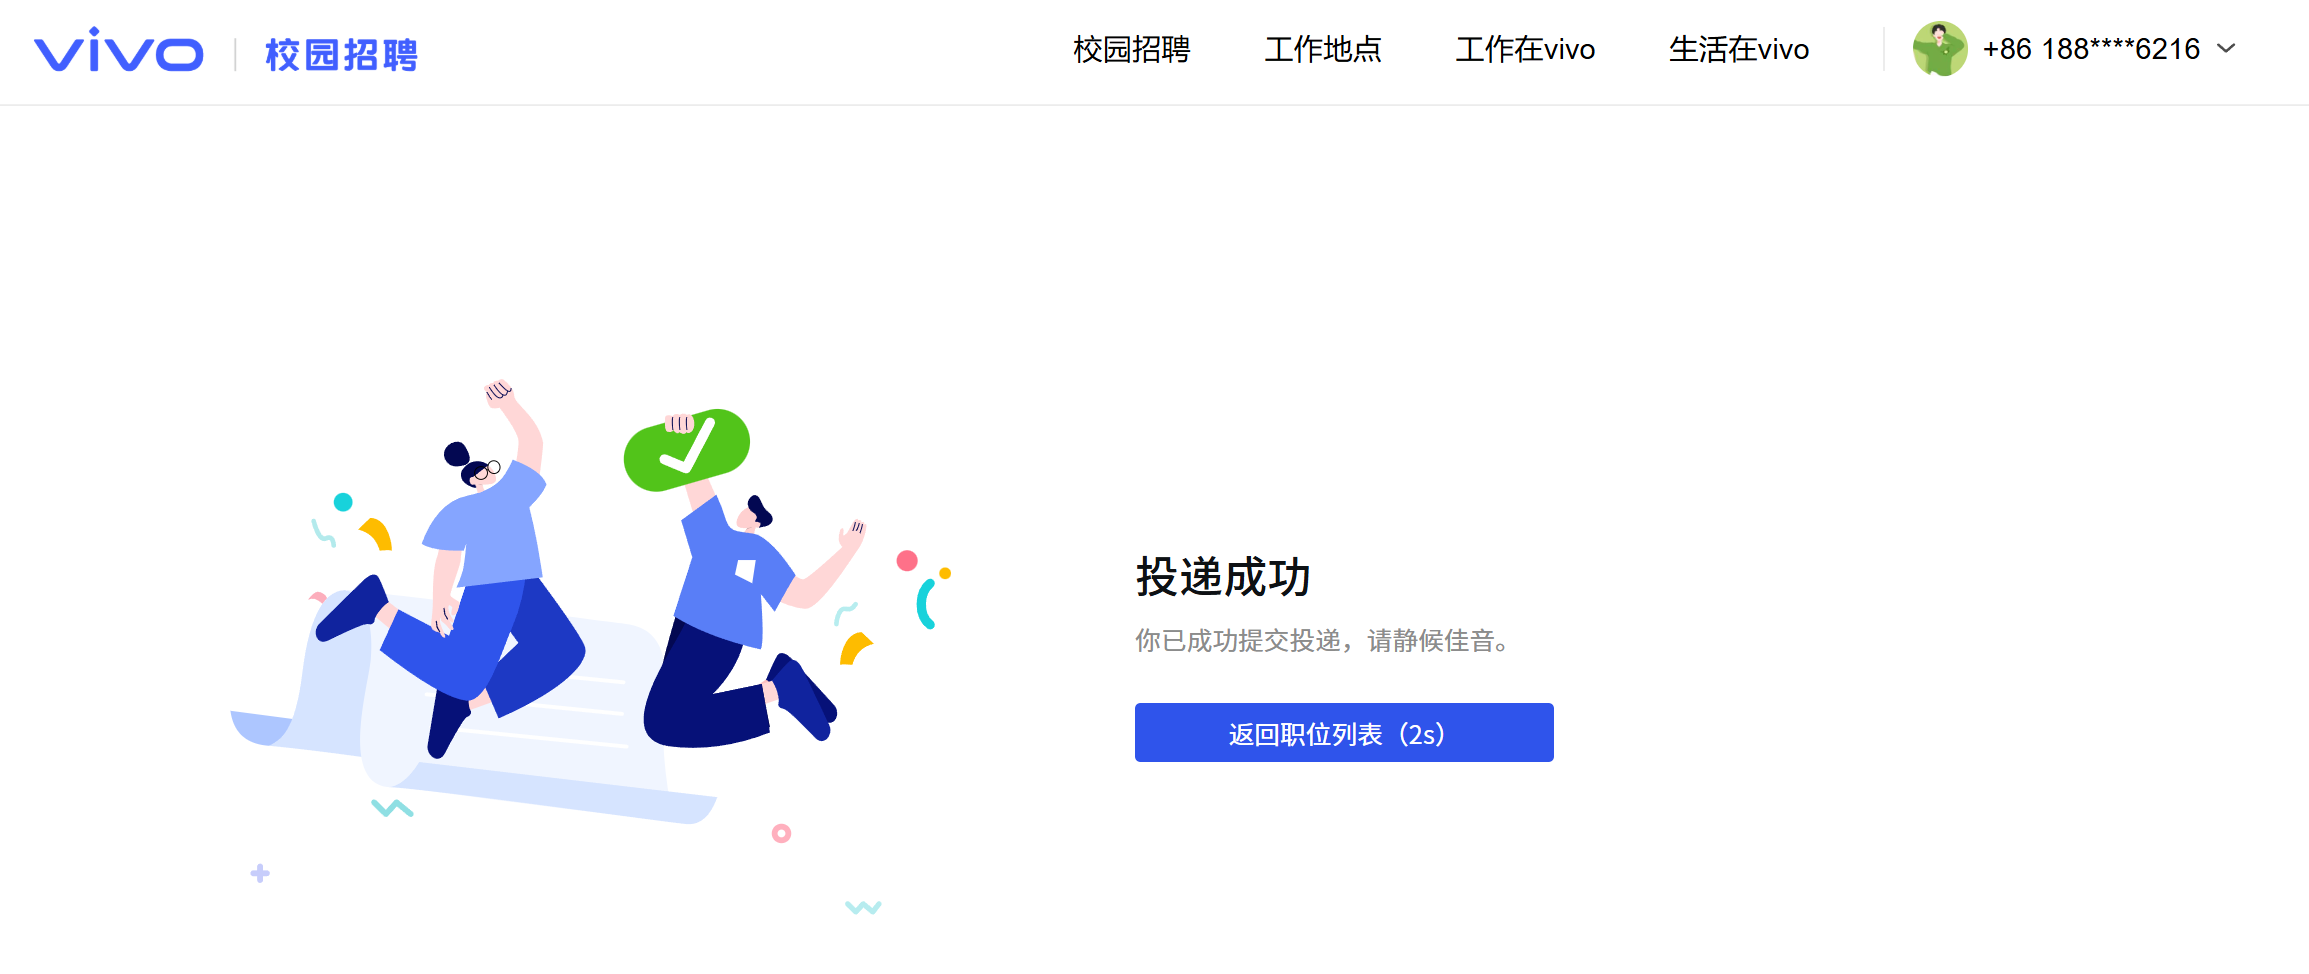 vivo 校园招聘
校园招聘 工作地点 工作在vivo 生活在vivo +86 188****6216
投递成功
你已成功提交投递，请静候佳音。
返回职位列表（2s）